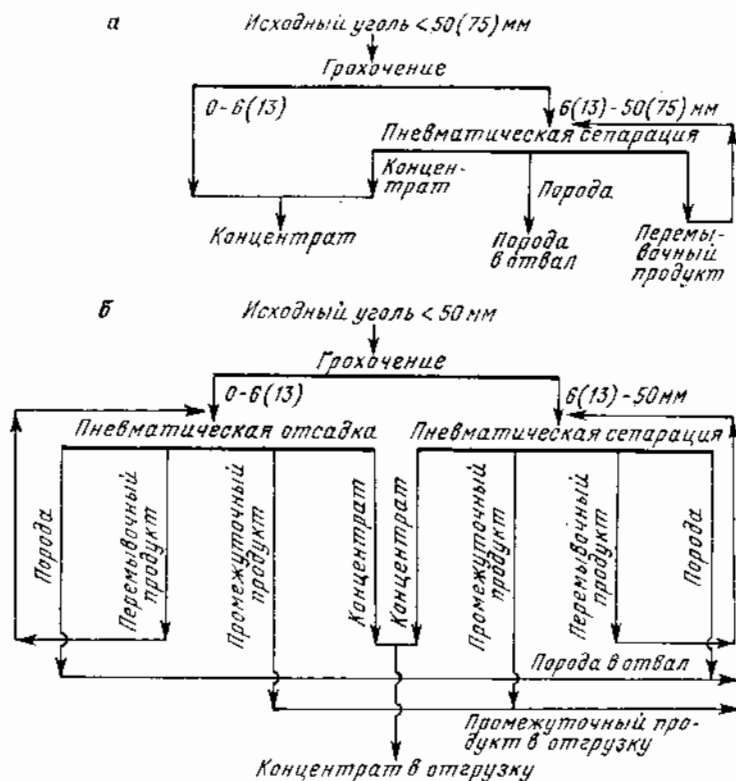 а
Исходный уголь < 50(75) мм
Грохочение
0-6(13)
6(13)-50(75) мм
Пневматическая сепарация
Концен-
трат
Порода
Концентрат
Порода
в отвал
Перемы-
вочный
продукт
б
Исходный уголь < 50 мм
Грохочение
0-6(13)
6(13)-50мм
Пневматическая отсадка
Пневматическая сепарация
Порода
Перемывочный
продукт
Промежуточный
продукт
Концентрат
Концентрат
Промежуточный
продукт
Перемывочный
продукт
Порода
Порода в отвал
Промежуточный про-
дукт в отгрузку
Концентрат в отгрузку